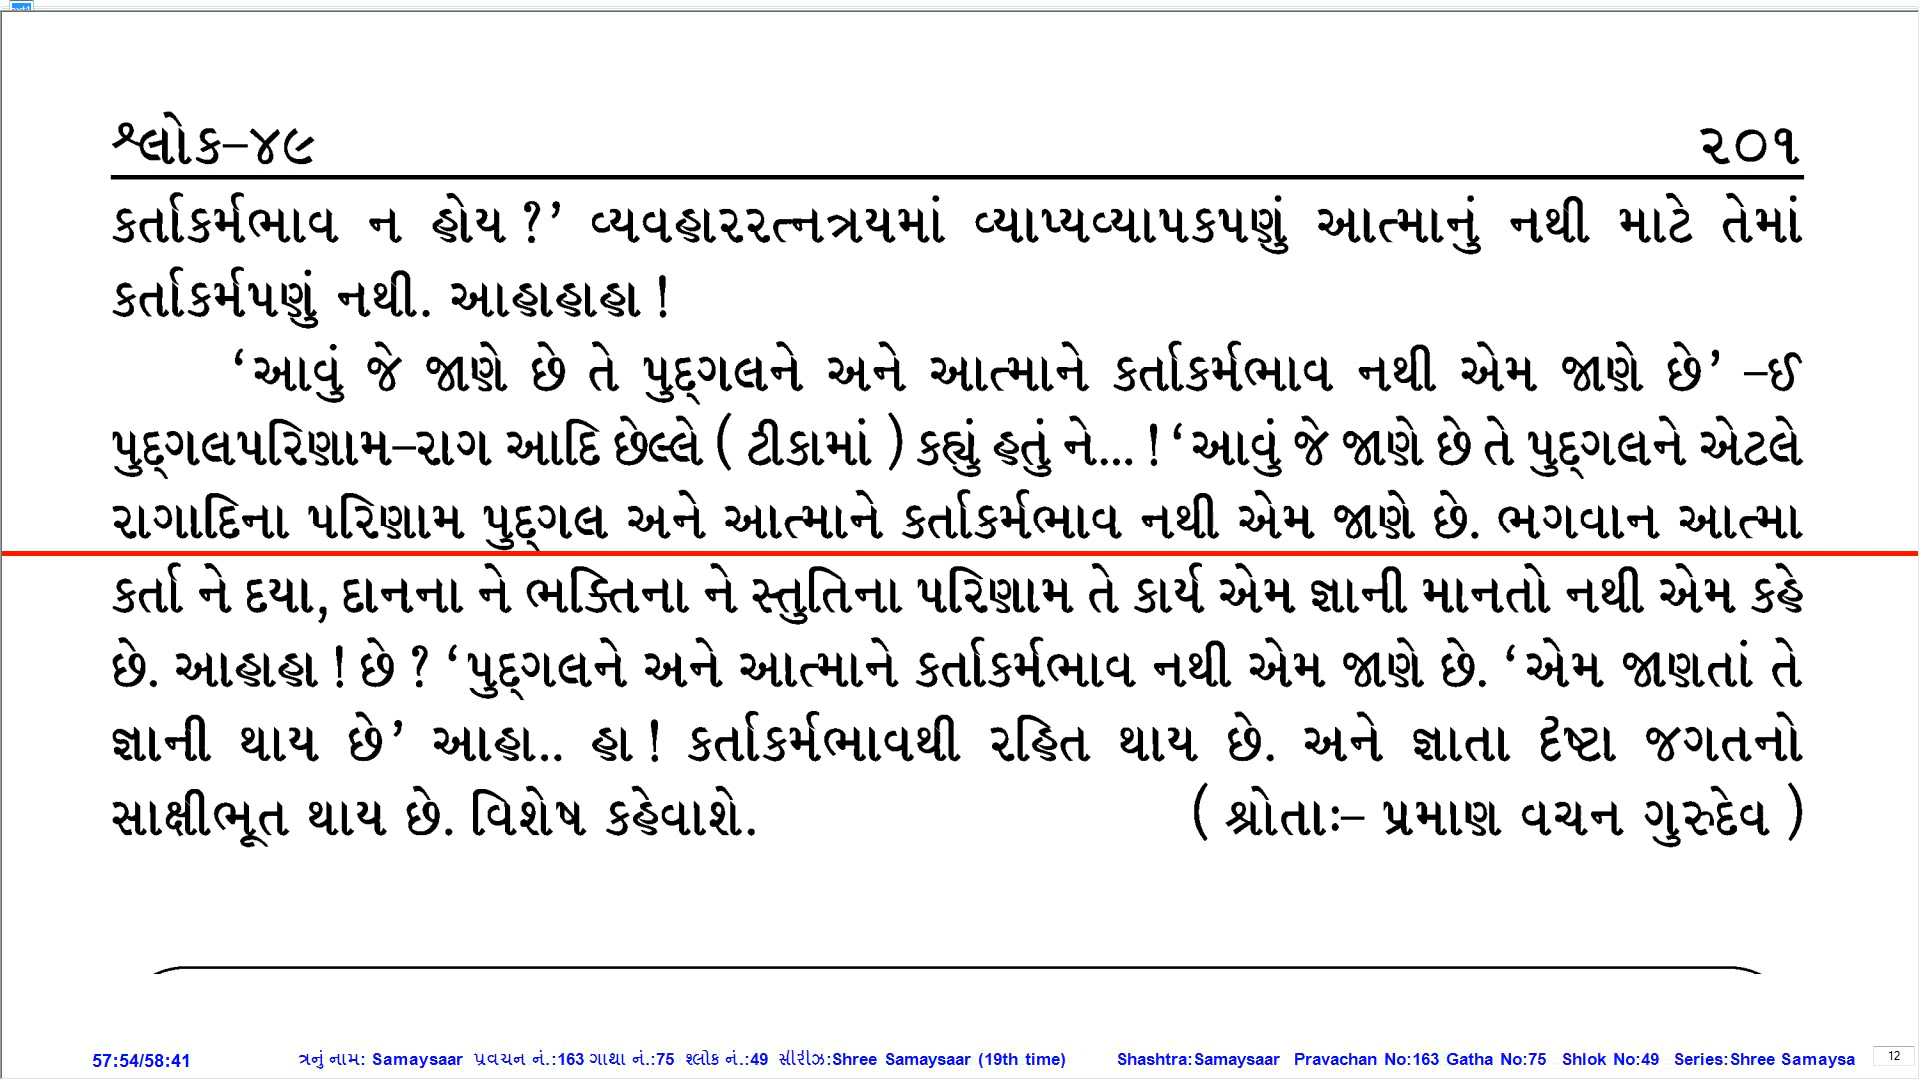 શ્લોક–૪૯ ૨૦૧
કર્તાકર્મભાવ ન હોય ?’ વ્યવહારરત્નત્રયમાં વ્યાપ્યવ્યાપકપણું આત્માનું નથી માટે તેમાં
કર્તાકર્મપણું નથી. આહાહાહા !
‘આવું જે જાણે છે તે પુદ્ગલને અને આત્માને કર્તાકર્મભાવ નથી એમ જાણે છે’ –ઈ
પુદ્ગલપરિણામ–રાગ આદિ છેલ્લે ( ટીકામાં ) કહ્યું હતું ને... ! ‘આવું જે જાણે છે તે પુદ્ગલને એટલે
રાગાદિના પરિણામ પુદ્ગલ અને આત્માને કર્તાકર્મભાવ નથી એમ જાણે છે. ભગવાન આત્મા
કર્તા ને દયા, દાનના ને ભક્તિના ને સ્તુતિના પરિણામ તે કાર્ય એમ જ્ઞાની માનતો નથી એમ કહે
છે. આહાહા ! છે ? ‘પુદ્ગલને અને આત્માને કર્તાકર્મભાવ નથી એમ જાણે છે. ‘એમ જાણતાં તે
જ્ઞાની થાય છે’ આહા.. હા ! કર્તાકર્મભાવથી રહિત થાય છે. અને જ્ઞાતા દૃષ્ટા જગતનો
સાક્ષીભૂત થાય છે. વિશેષ કહેવાશે. ( શ્રોતાઃ– પ્રમાણ વચન ગુરુદેવ )
57:54/58:41 ત્રનું નામ: Samaysaar પ્રવચન નં.:163 ગાથા નં.:75 શ્લોક નં.:49 સીરીઝ:Shree Samaysaar (19th time) Shashtra:Samaysaar Pravachan No:163 Gatha No:75 Shlok No:49 Series:Shree Samaysa 12